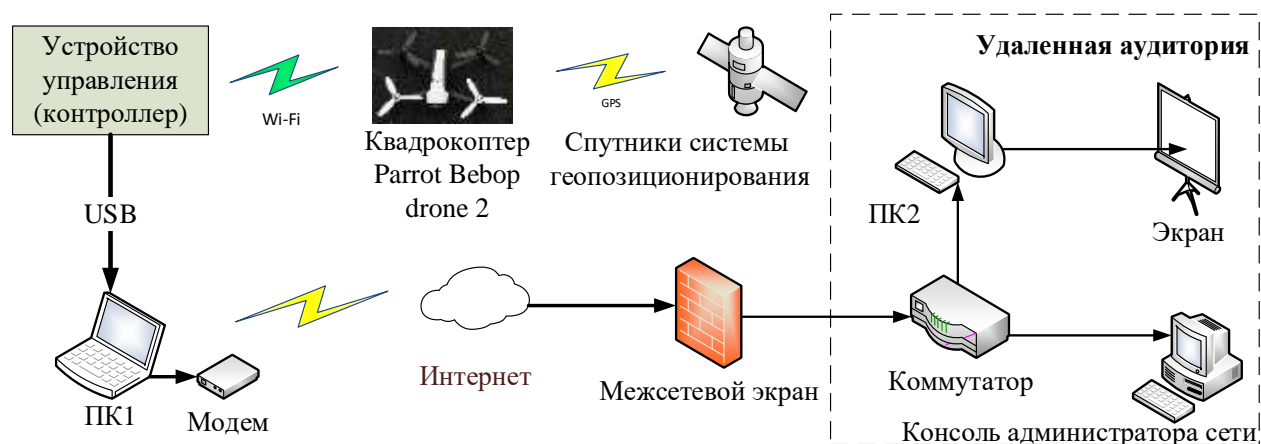 Устройство
управления
(контроллер)
Wi-Fi
Квадрокоптер
Parrot Bebop
drone 2
GPS
Спутники системы
геопозиционирования
Удаленная аудитория
ПК2
Экран
USB
ПК1
Модем
Интернет
Межсетевой экран
Коммутатор
Консоль администратора сети